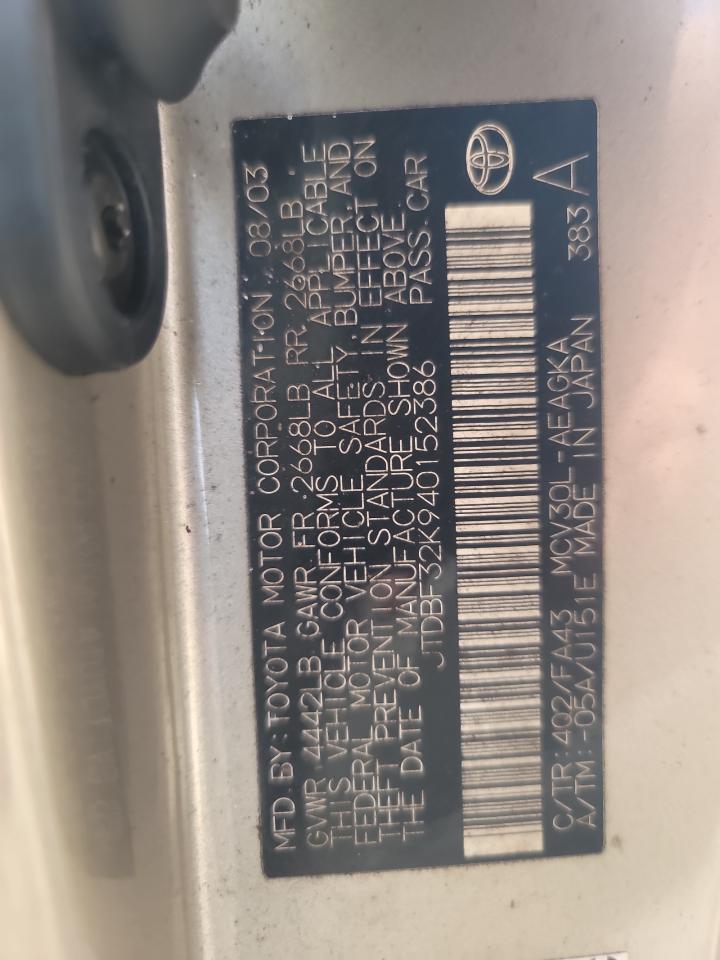 MFD. BY: TOYOTA MOTOR CORPORATION 08/03
GVWR 4442LB GAWR FR 2668LB RR 2668LB
THIS VEHICLE CONFORMS TO ALL APPLICABLE
FEDERAL MOTOR VEHICLE SAFETY, BUMPER, AND
THEFT PREVENTION STANDARDS IN EFFECT ON
THE DATE OF MANUFACTURE SHOWN ABOVE.
JTDBF32K940152386 PASS. CAR
C/TR: 402/FA43 MCV30L-AEAGKA 383
A/TM: -05A/U151E MADE IN JAPAN A